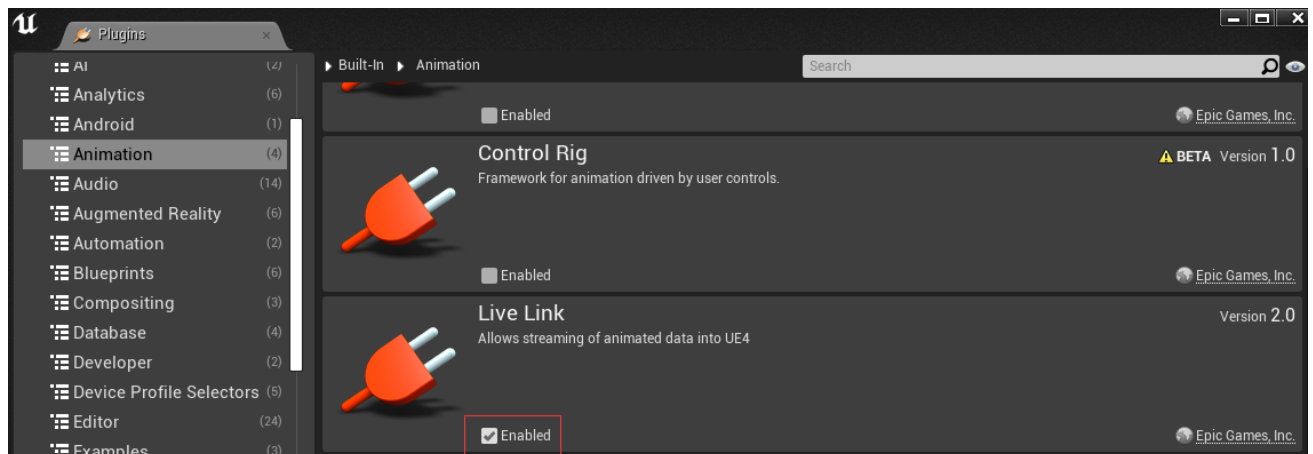 Plugins
AI (2)
Analytics (6)
Android (1)
Animation (4)
Audio (14)
Augmented Reality (6)
Automation (2)
Blueprints (6)
Compositing (3)
Database (4)
Developer (2)
Device Profile Selectors (5)
Editor (24)
Examples (3)
Built-In Animation
Search
Enabled
Epic Games, Inc.
Control Rig
BETA Version 1.0
Framework for animation driven by user controls.
Enabled
Epic Games, Inc.
Live Link
Version 2.0
Allows streaming of animated data into UE4
Enabled
Epic Games, Inc.